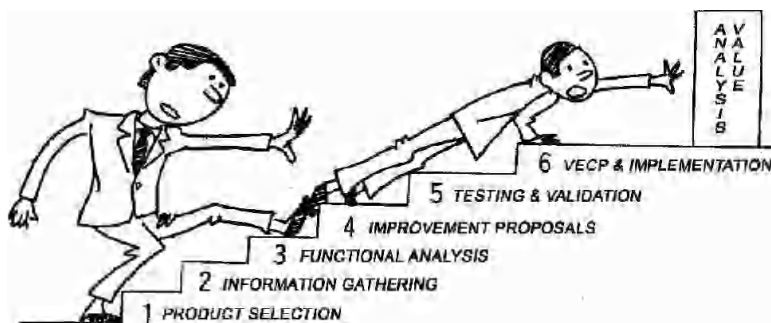 ANALYSIS
VALUE
6 VECP & IMPLEMENTATION
5 TESTING & VALIDATION
4 IMPROVEMENT PROPOSALS
3 FUNCTIONAL ANALYSIS
2 INFORMATION GATHERING
1 PRODUCT SELECTION